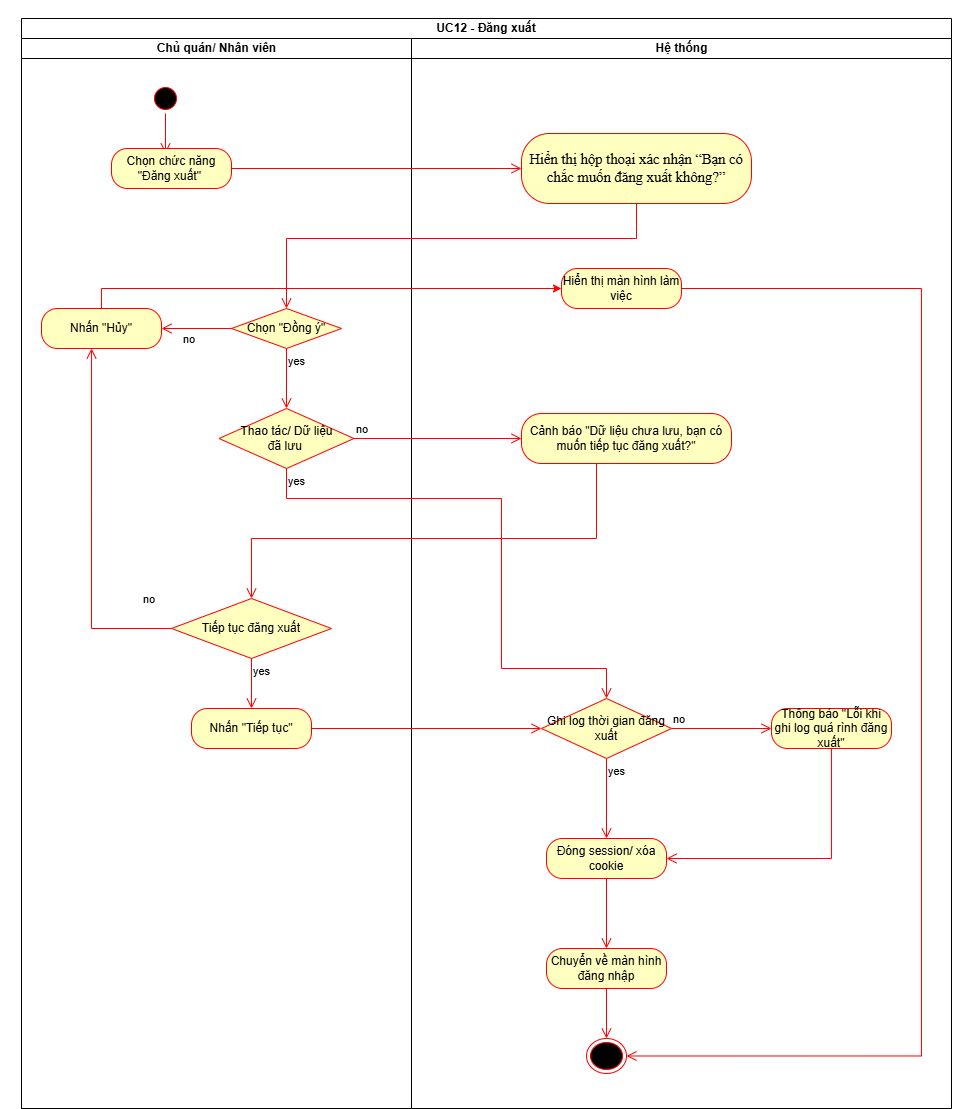 UC12 - Đăng xuất
Chủ quán/ Nhân viên
Hệ thống
Chọn chức năng
"Đăng xuất"
Hiển thị hộp thoại xác nhận “Bạn có
chắc muốn đăng xuất không?”
Hiển thị màn hình làm
việc
Nhấn "Hủy"
no
Chọn "Đồng ý"
yes
Thao tác/ Dữ liệu
đã lưu
no
Cảnh báo "Dữ liệu chưa lưu, bạn có
muốn tiếp tục đăng xuất?"
yes
no
Tiếp tục đăng xuất
yes
Nhấn "Tiếp tục"
Ghi log thời gian đăng
xuất
no
Thông báo "Lỗi khi
ghi log quá rình đăng
xuất"
yes
Đóng session/ xóa
cookie
Chuyển về màn hình
đăng nhập